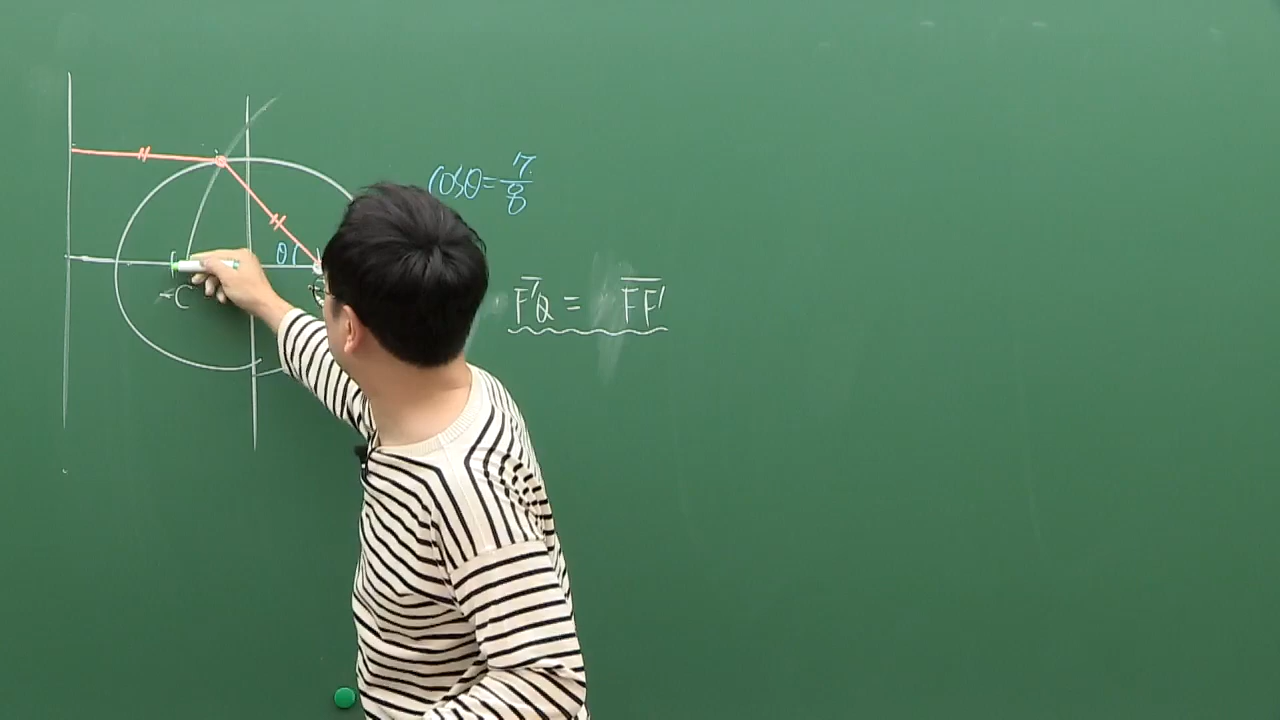 cosθ = 7/8
θ
-C
F'Q = FF'